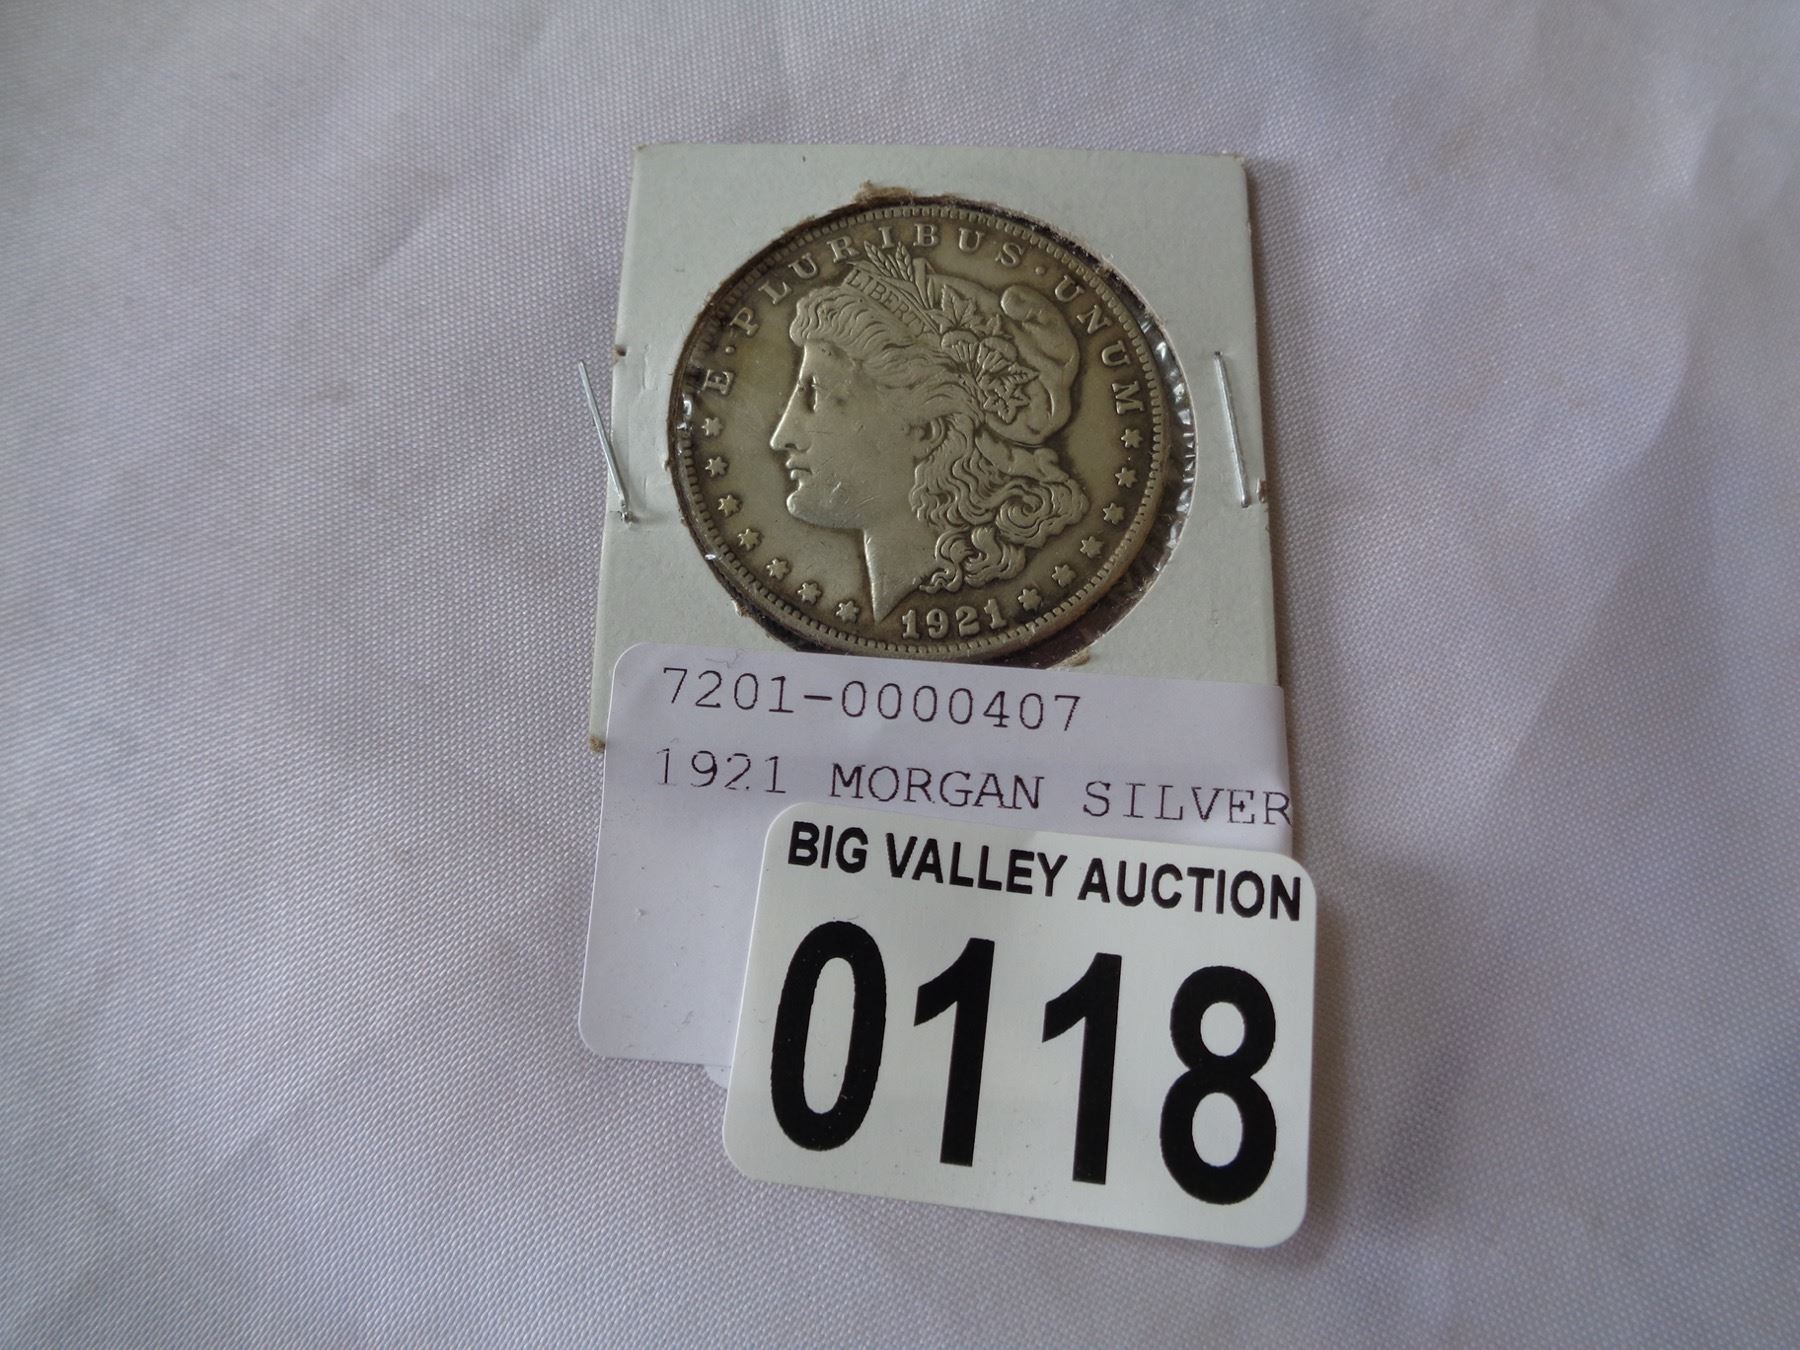 E · PLURIBUS · UNUM
LIBERTY
1921
7201-0000407
1921 MORGAN SILVER
BIG VALLEY AUCTION
0118